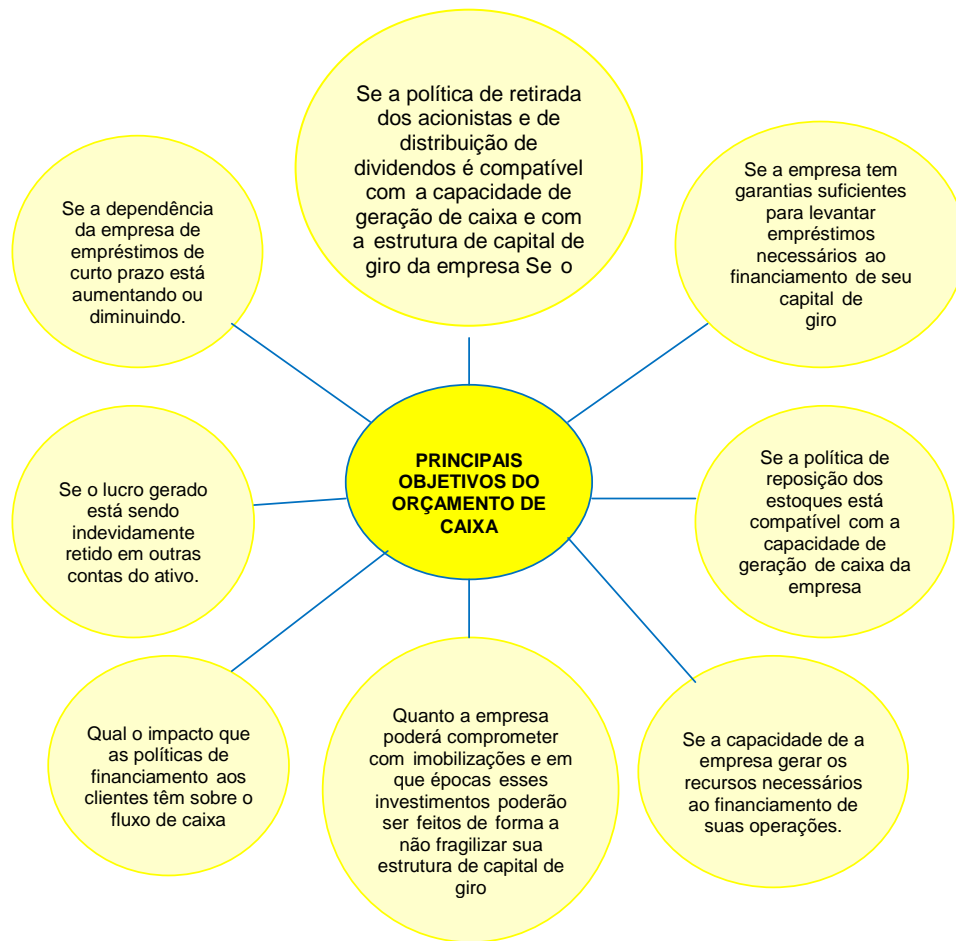 Se a política de retirada
dos acionistas e de
distribuição de
dividendos é compatível
com a capacidade de
geração de caixa e com
a estrutura de capital de
giro da empresa Se o
Se a empresa tem
garantias suficientes
para levantar
empréstimos
necessários ao
financiamento de seu
capital de
giro
Se a dependência
da empresa de
empréstimos de
curto prazo está
aumentando ou
diminuindo.
PRINCIPAIS
OBJETIVOS DO
ORÇAMENTO DE
CAIXA
Se a política de
reposição dos
estoques está
compatível com a
capacidade de
geração de caixa da
empresa
Se o lucro gerado
está sendo
indevidamente
retido em outras
contas do ativo.
Qual o impacto que
as políticas de
financiamento aos
clientes têm sobre o
fluxo de caixa
Quanto a empresa
poderá comprometer
com imobilizações e em
que épocas esses
investimentos poderão
ser feitos de forma a
não fragilizar sua
estrutura de capital de
giro
Se a capacidade de a
empresa gerar os
recursos necessários
ao financiamento de
suas operações.